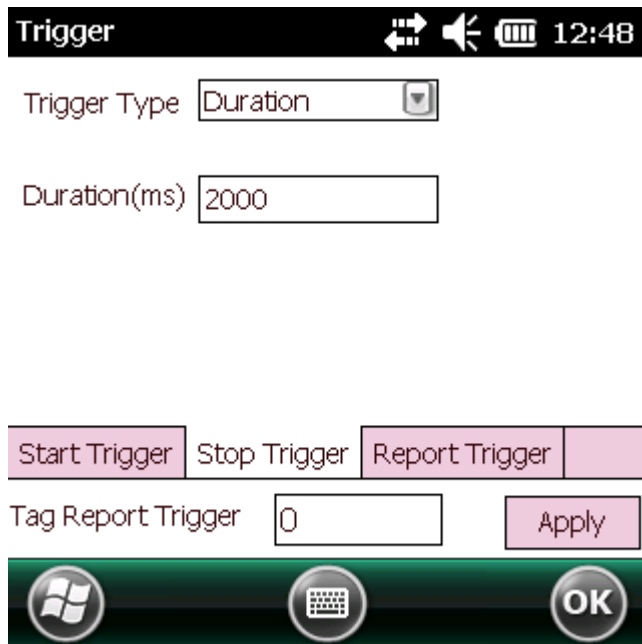 Trigger 12:48
Trigger Type Duration
Duration(ms) 2000
Start Trigger Stop Trigger Report Trigger
Tag Report Trigger 0 Apply
OK